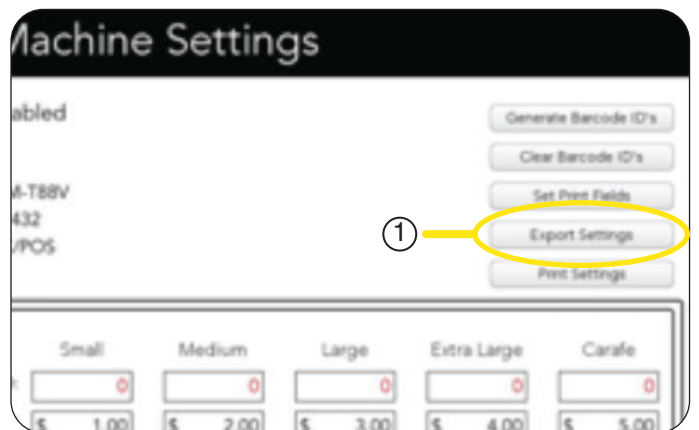 Machine Settings
abled
Generate Barcode ID's
Clear Barcode ID's
M-T88V
Set Print Fields
432
1
Export Settings
/POS
Print Settings
Small Medium Large Extra Large Carafe
0 0 0 0 0
$ 1.00 $ 2.00 $ 3.00 $ 4.00 $ 5.00